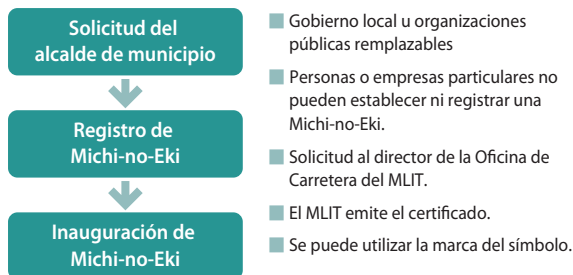 Solicitud del
alcalde de municipio
Registro de
Michi-no-Eki
Inauguración de
Michi-no-Eki
Gobierno local u organizaciones
públicas remplazables
Personas o empresas particulares no
pueden establecer ni registrar una
Michi-no-Eki.
Solicitud al director de la Oficina de
Carretera del MLIT.
El MLIT emite el certificado.
Se puede utilizar la marca del símbolo.